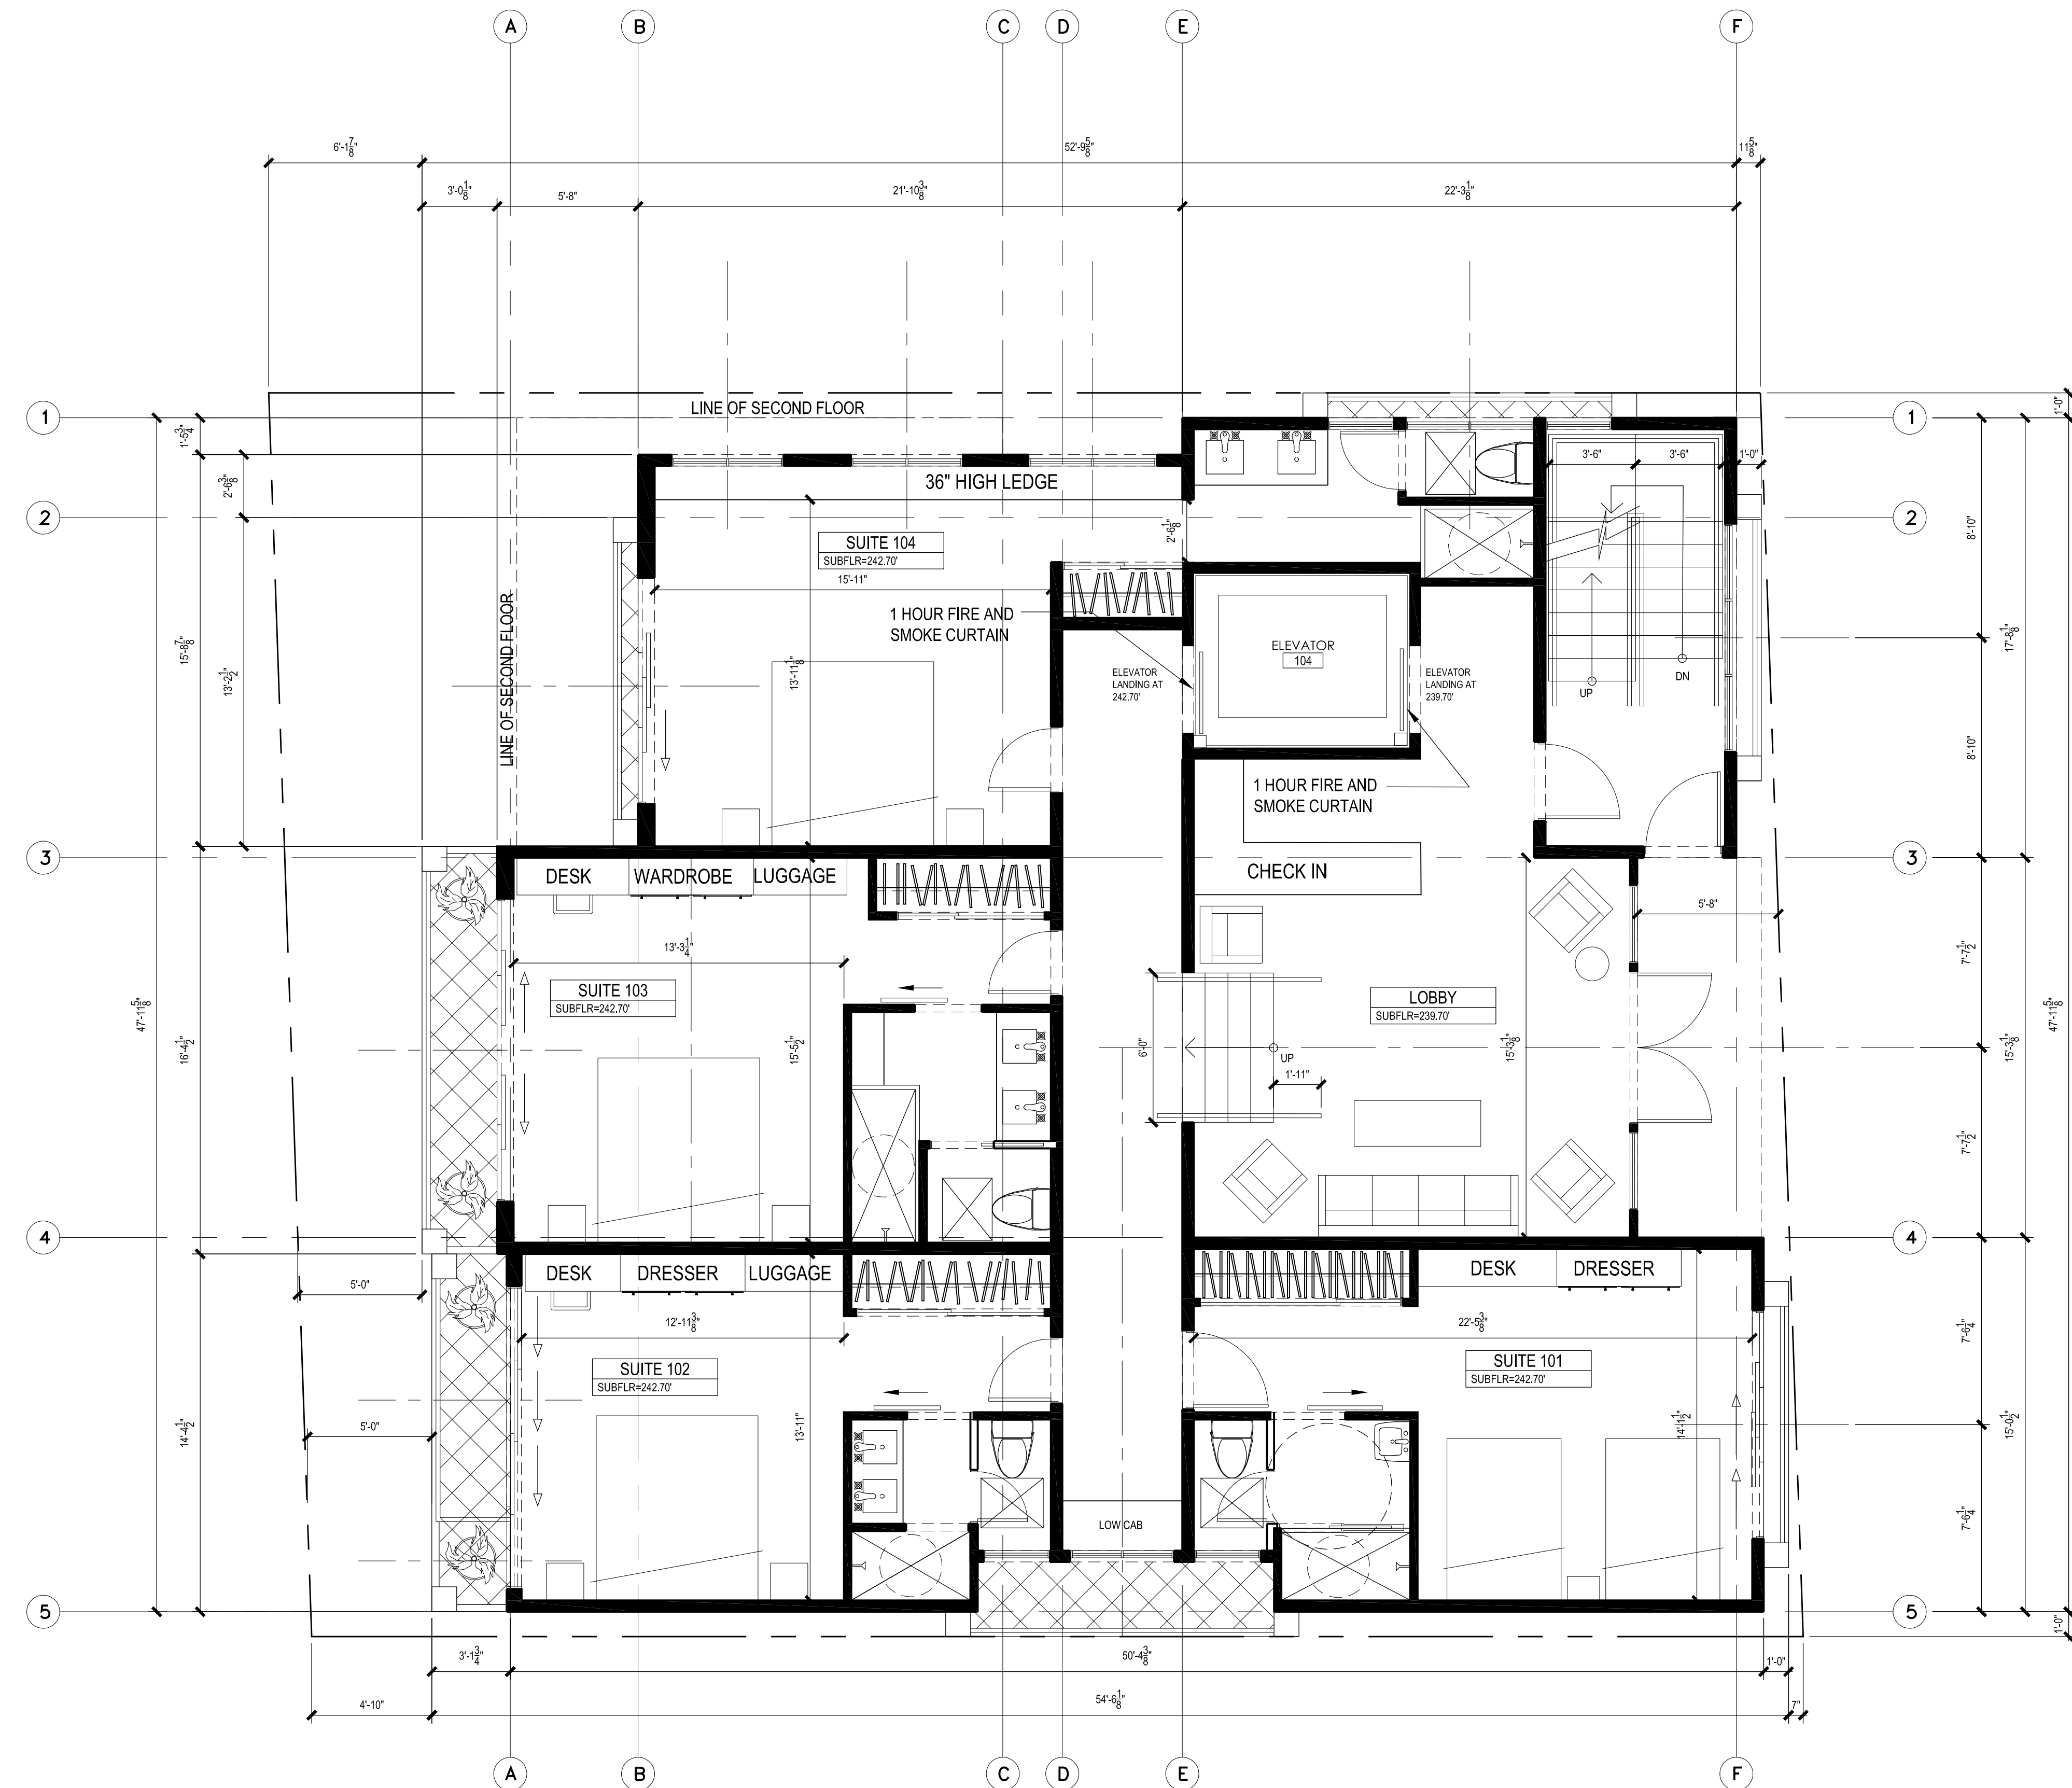 A B C D E F
6'-1 7/8" 52'-9 5/8" 11 5/8"
3'-0 1/8" 5'-8" 21'-10 3/8" 22'-3 1/8"
1 LINE OF SECOND FLOOR 1
1'-0"
1'-5 3/4"
3'-6" 3'-6" 1'-0"
36" HIGH LEDGE
2'-6 3/8"
2 2
2'-6 1/8"
8'-10"
SUITE 104
SUBFLR=242.70'
15'-11"
LINE OF SECOND FLOOR
1 HOUR FIRE AND
SMOKE CURTAIN
ELEVATOR
104
15'-8 7/8"
13'-2 1/2"
13'-11 1/8"
17'-8 1/8"
ELEVATOR
LANDING AT
242.70'
ELEVATOR
LANDING AT
239.70'
UP
DN
8'-10"
1 HOUR FIRE AND
SMOKE CURTAIN
3 3
DESK WARDROBE LUGGAGE
CHECK IN
5'-8"
13'-3 1/4"
7'-7 1/2"
SUITE 103
SUBFLR=242.70'
LOBBY
SUBFLR=239.70'
47'-11 5/8"
16'-4 1/2"
15'-5 1/2"
6'-0"
UP
1'-11"
15'-3 1/8"
15'-3 1/8"
47'-11 5/8"
7'-7 1/2"
4 4
DESK DRESSER LUGGAGE
DESK DRESSER
5'-0"
12'-11 3/8"
22'-5 3/8"
7'-6 1/4"
SUITE 102
SUBFLR=242.70'
SUITE 101
SUBFLR=242.70'
5'-0"
14'-4 1/2"
13'-11"
14'-1 1/2"
15'-0 1/2"
LOW CAB
7'-6 1/4"
5 5
1'-0"
3'-1 3/4" 50'-4 3/8" 1'-0"
4'-10" 54'-6 1/8" 7"
A B C D E F